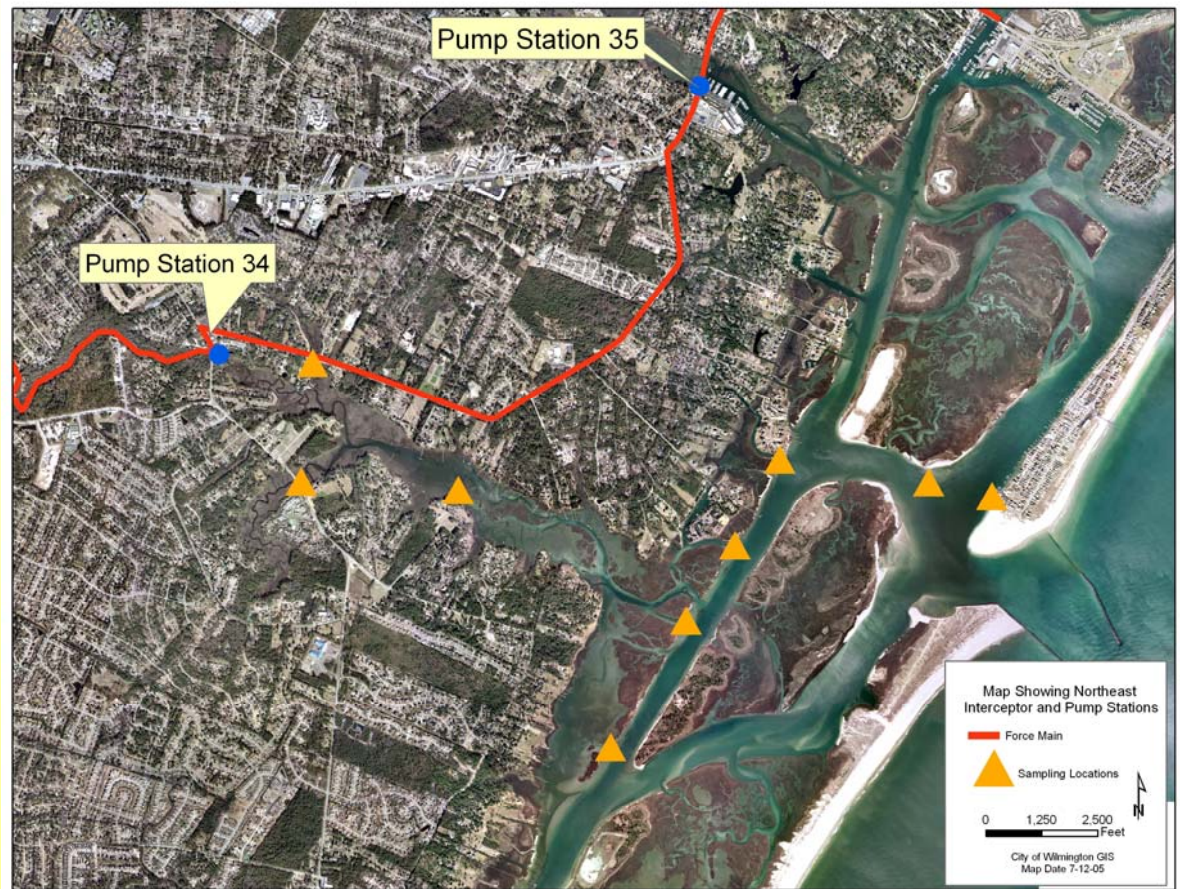 Pump Station 35
Pump Station 34
Map Showing Northeast
Interceptor and Pump Stations
Force Main
Sampling Locations
N
0 1,250 2,500
Feet
City of Wilmington GIS
Map Date 7-12-05